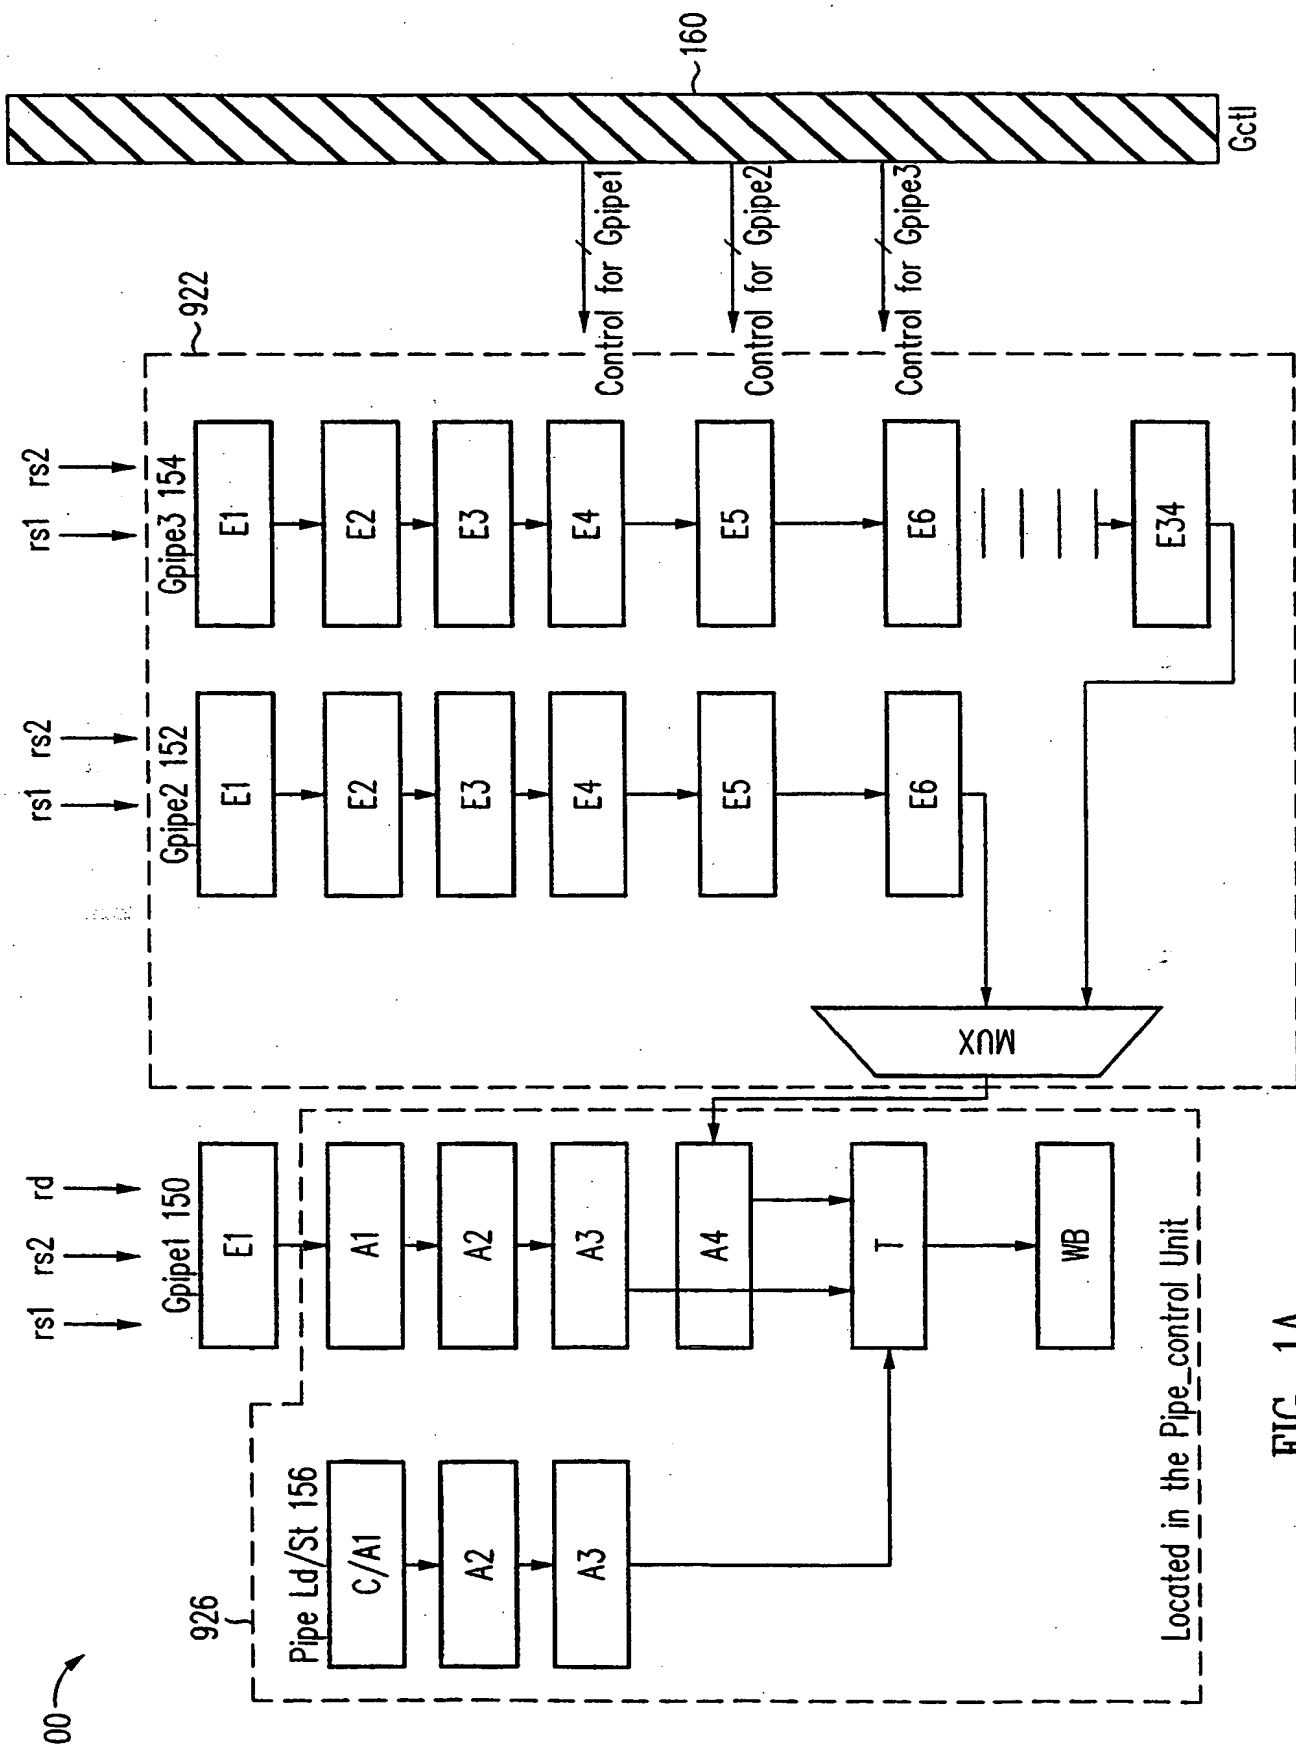 00
926
Pipe Ld/St 156
C/A1
A2
A3
rs1 rs2 rd
Gpipe1 150
E1
A1
A2
A3
A4
T
WB
Located in the Pipe_control Unit
MUX
rs1 rs2
Gpipe2 152
E1
E2
E3
E4
E5
E6
rs1 rs2
Gpipe3 154
E1
E2
E3
E4
E5
E6
E34
922
Control for Gpipe1
Control for Gpipe2
Control for Gpipe3
160
Gctl
FIG. 1A